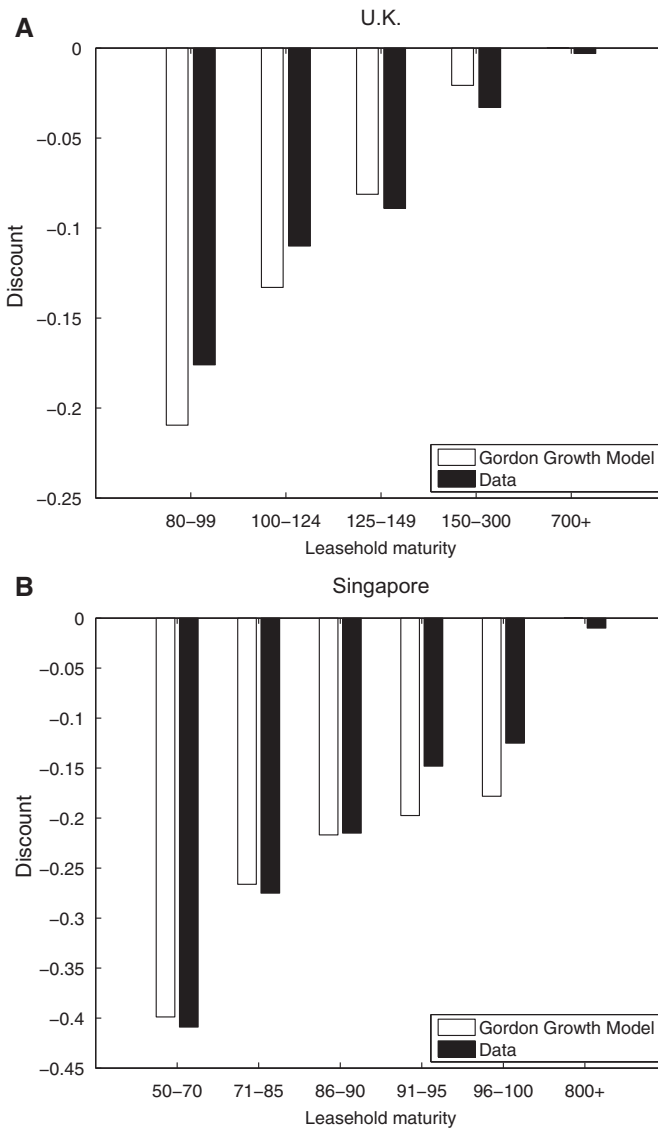 A
U.K.
0
−0.05
−0.1
−0.15
−0.2
−0.25
Discount
Gordon Growth Model
Data
80−99 100−124 125−149 150−300 700+
Leasehold maturity
B
Singapore
0
−0.05
−0.1
−0.15
−0.2
−0.25
−0.3
−0.35
−0.4
−0.45
Discount
Gordon Growth Model
Data
50−70 71−85 86−90 91−95 96−100 800+
Leasehold maturity